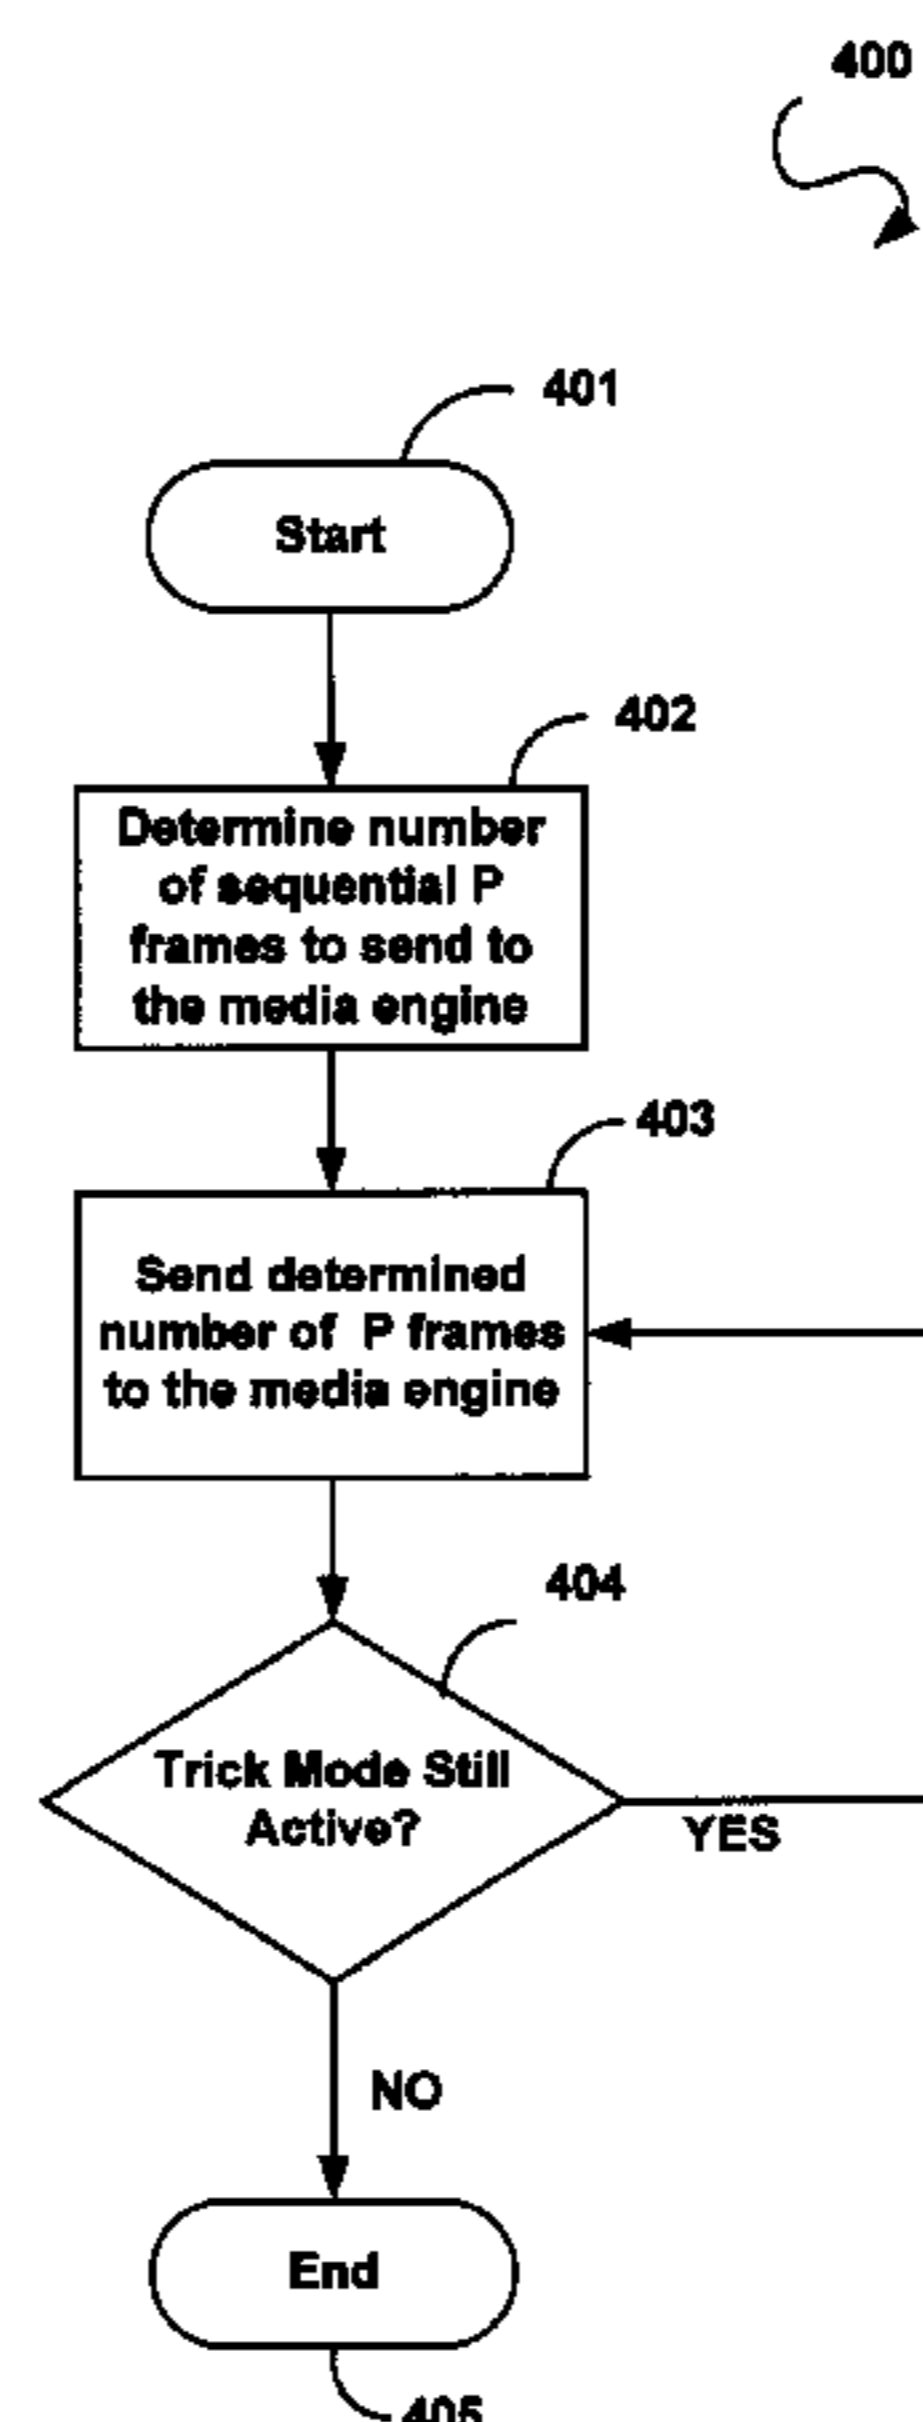 400
401
Start
402
Determine number
of sequential P
frames to send to
the media engine
403
Send determined
number of P frames
to the media engine
404
Trick Mode Still
Active?
YES
NO
End
405